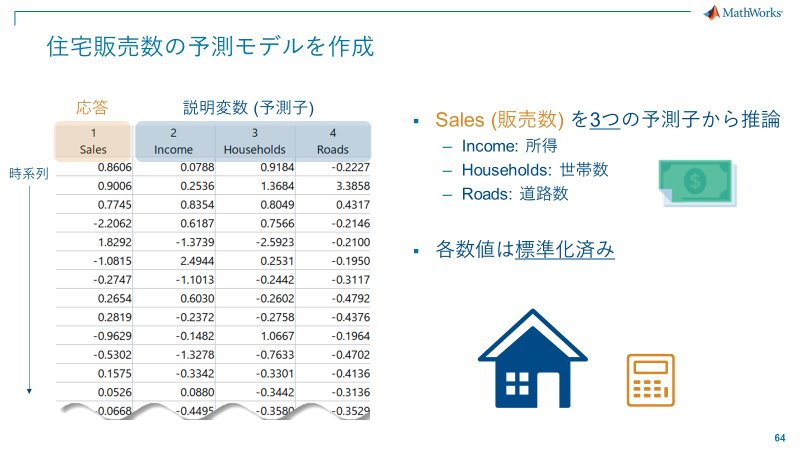 MathWorks
住宅販売数の予測モデルを作成
応答 説明変数 (予測子)
1 2 3 4
Sales Income Households Roads
時系列
0.8606 0.0788 0.9184 -0.2227
0.9006 0.2536 1.3684 3.3858
0.7745 0.8354 0.8049 0.4317
-2.2062 0.6187 0.7566 -0.2146
1.8292 -1.3739 -2.5923 -0.2100
-1.0815 2.4944 0.2531 -0.1950
-0.2747 -1.1013 -0.2442 -0.3117
0.2654 0.6030 -0.2602 -0.4792
0.2819 -0.2372 -0.2758 -0.4376
-0.9629 -0.1482 1.0667 -0.1964
-0.5302 -1.3278 -0.7633 -0.4702
0.1575 -0.3342 -0.3301 -0.4136
0.0526 0.0880 -0.3442 -0.3136
-0.0668 -0.4495 -0.3580 -0.3529
▪ Sales (販売数) を3つの予測子から推論
– Income: 所得
– Households: 世帯数
– Roads: 道路数
▪ 各数値は標準化済み
64